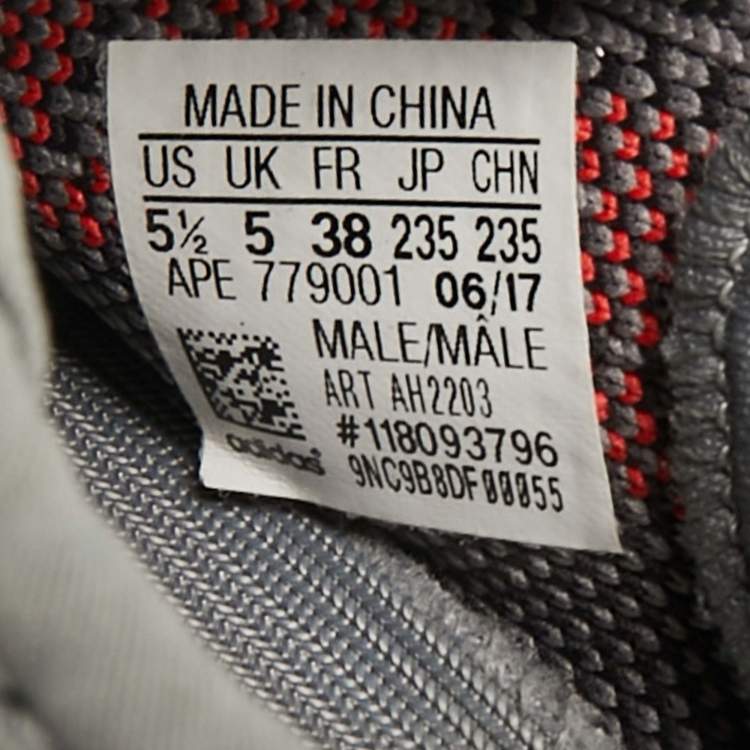 MADE IN CHINA
US UK FR JP CHN
5½ 5 38 235 235
APE 779001 06/17
MALE/MÂLE
ART AH2203
#118093796
adidas
9NC9B8DF00055